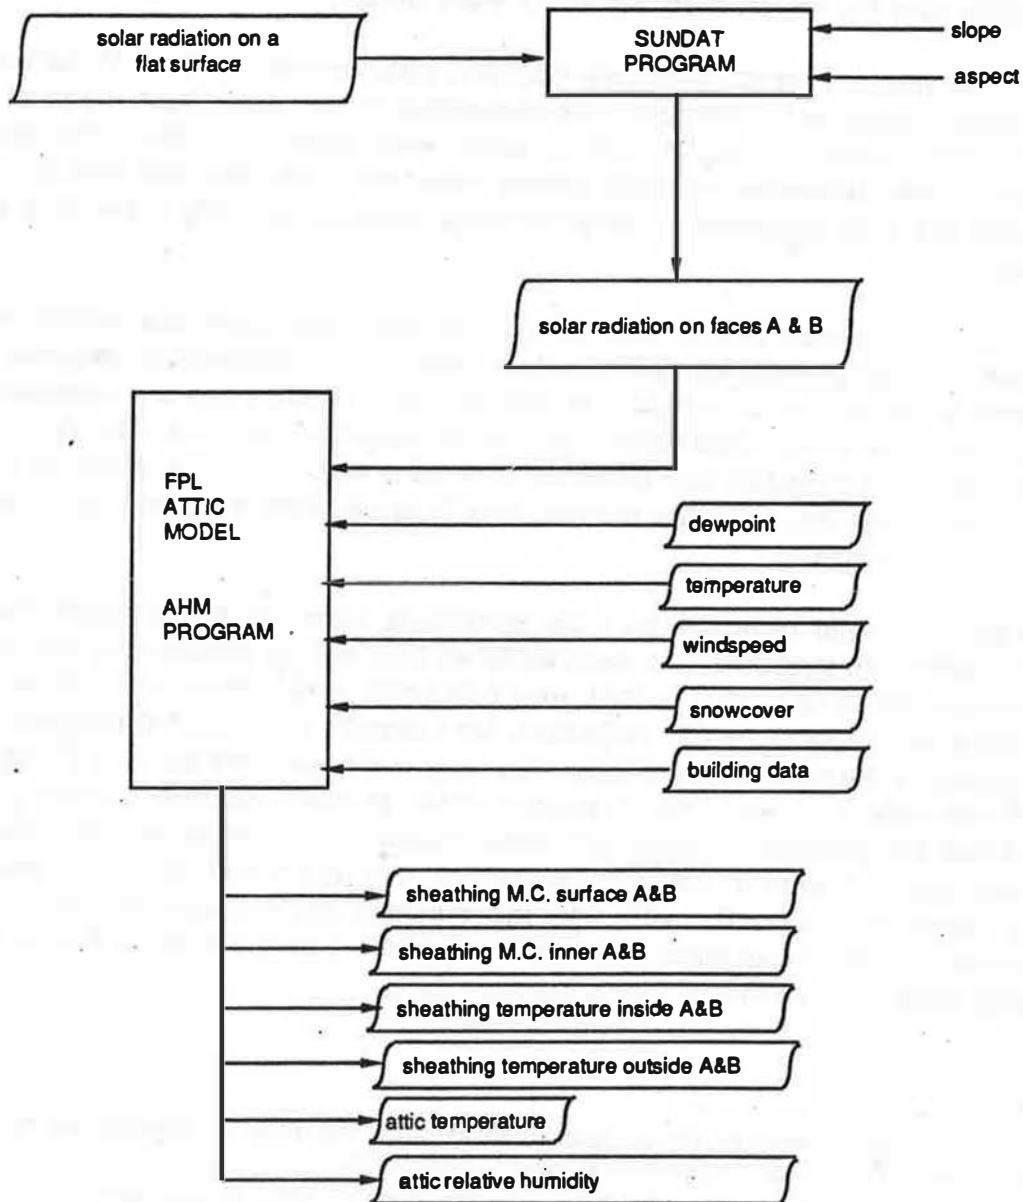 solar radiation on a
flat surface
SUNDAT
PROGRAM
slope
aspect
solar radiation on faces A & B
FPL
ATTIC
MODEL
AHM
PROGRAM
dewpoint
temperature
windspeed
snowcover
building data
sheathing M.C. surface A&B
sheathing M.C. inner A&B
sheathing temperature inside A&B
sheathing temperature outside A&B
attic temperature
attic relative humidity